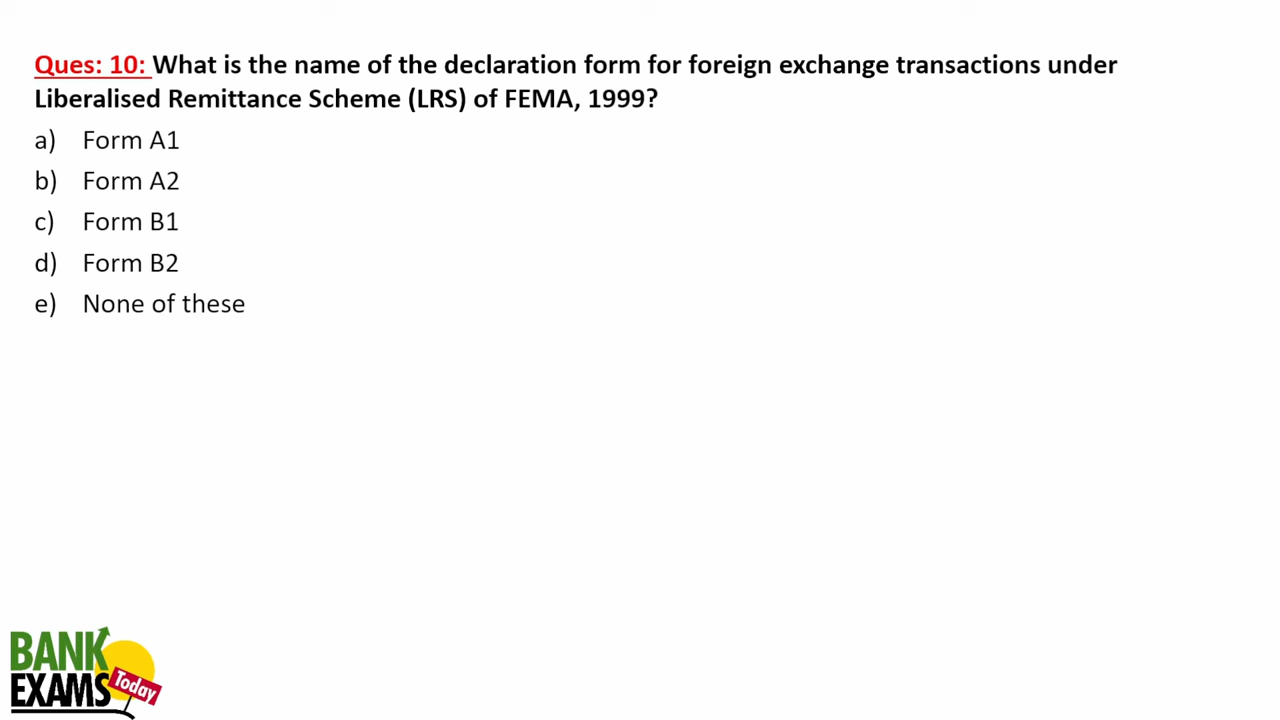 Ques: 10: What is the name of the declaration form for foreign exchange transactions under
Liberalised Remittance Scheme (LRS) of FEMA, 1999?
a) Form A1
b) Form A2
c) Form B1
d) Form B2
e) None of these
BANK
EXAMS
Today